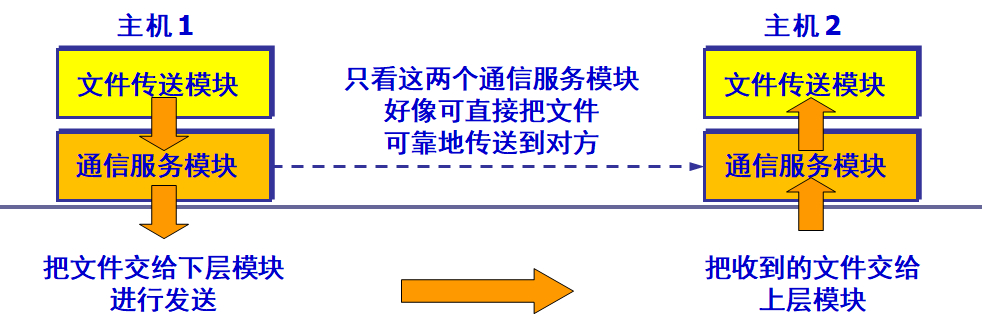 主机 1
主机 2
文件传送模块
文件传送模块
只看这两个通信服务模块
好像可直接把文件
可靠地传送到对方
通信服务模块
通信服务模块
把文件交给下层模块
进行发送
把收到的文件交给
上层模块